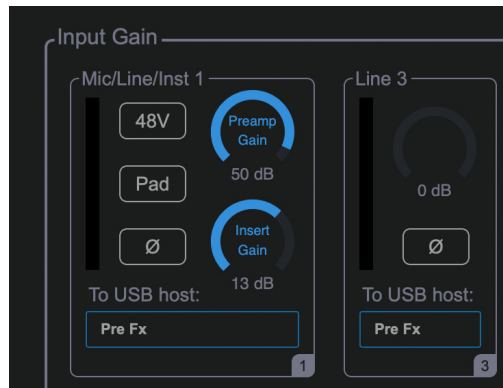 Input Gain
Mic/Line/Inst 1
48V
Preamp
Gain
Pad
50 dB
Ø
Insert
Gain
13 dB
To USB host:
Pre Fx
1
Line 3
0 dB
Ø
To USB host:
Pre Fx
3